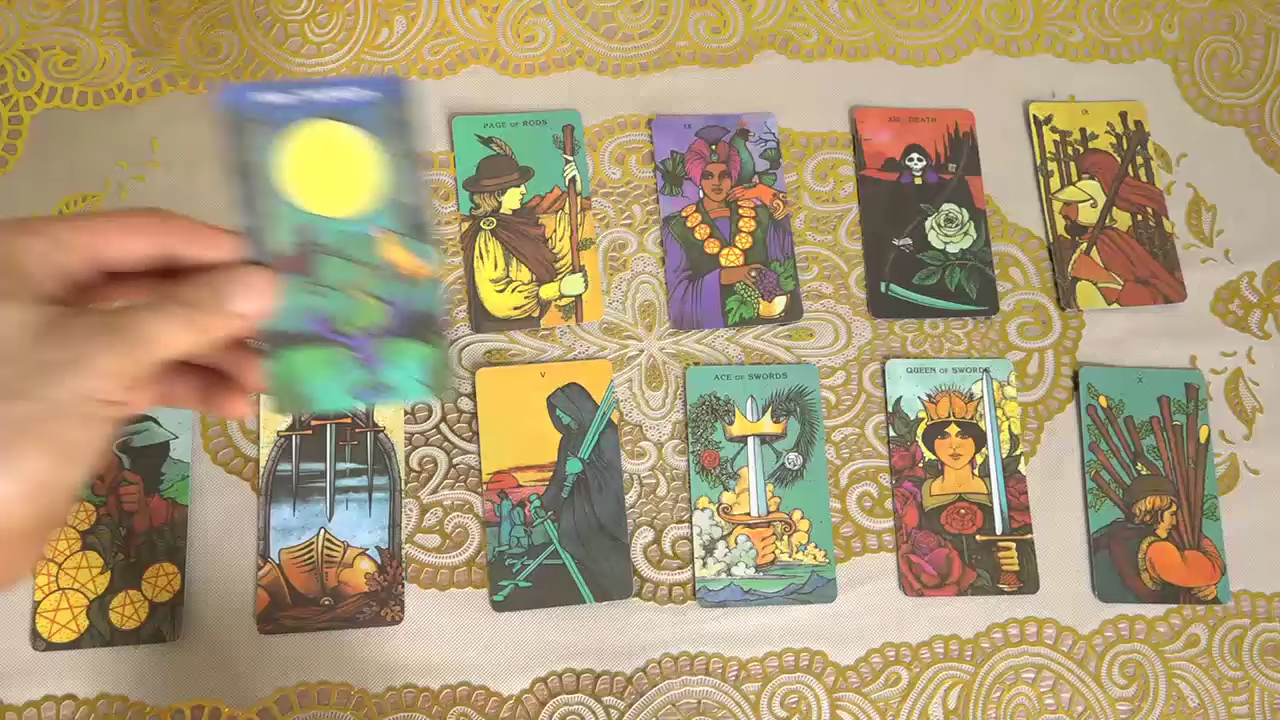 PAGE OF RODS
IX
XIII. DEATH
IX
V
ACE OF SWORDS
QUEEN OF SWORDS
X